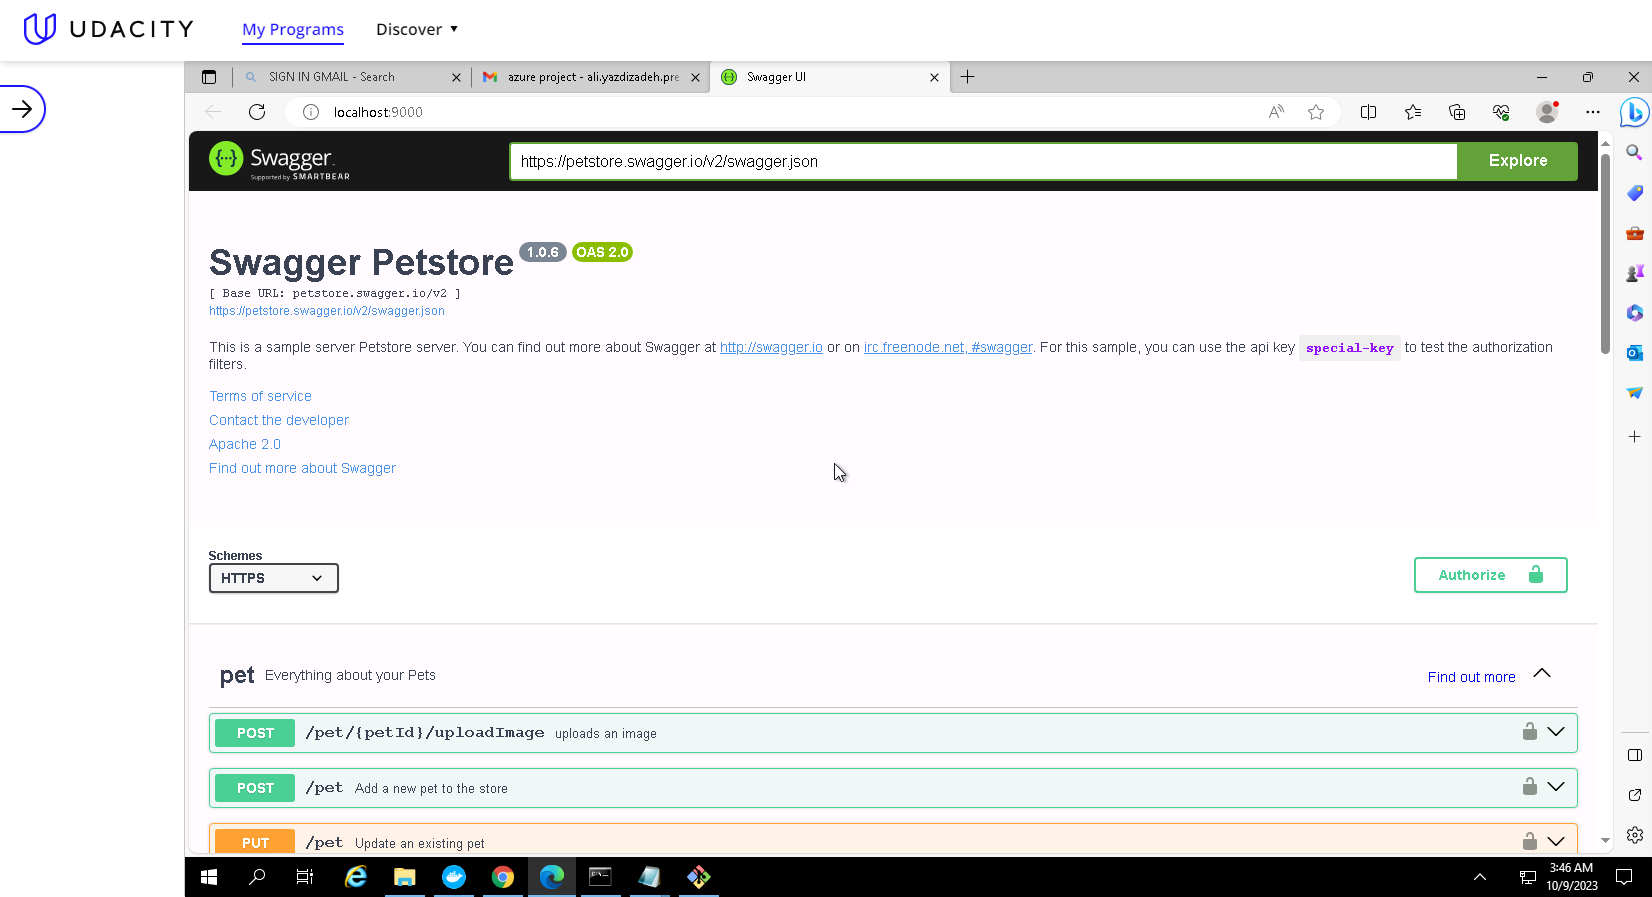 UDACITY
My Programs
Discover
SIGN IN GMAIL - Search
azure project - ali.yazdizadeh.pre
Swagger UI
localhost:9000
Swagger
Supported by SMARTBEAR
https://petstore.swagger.io/v2/swagger.json
Explore
Swagger Petstore
1.0.6
OAS 2.0
[ Base URL: petstore.swagger.io/v2 ]
https://petstore.swagger.io/v2/swagger.json
This is a sample server Petstore server. You can find out more about Swagger at http://swagger.io or on irc.freenode.net, #swagger. For this sample, you can use the api key special-key to test the authorization
filters.
Terms of service
Contact the developer
Apache 2.0
Find out more about Swagger
Schemes
HTTPS
Authorize
pet Everything about your Pets
Find out more
POST /pet/{petId}/uploadImage uploads an image
POST /pet Add a new pet to the store
PUT /pet Update an existing pet
3:46 AM
10/9/2023